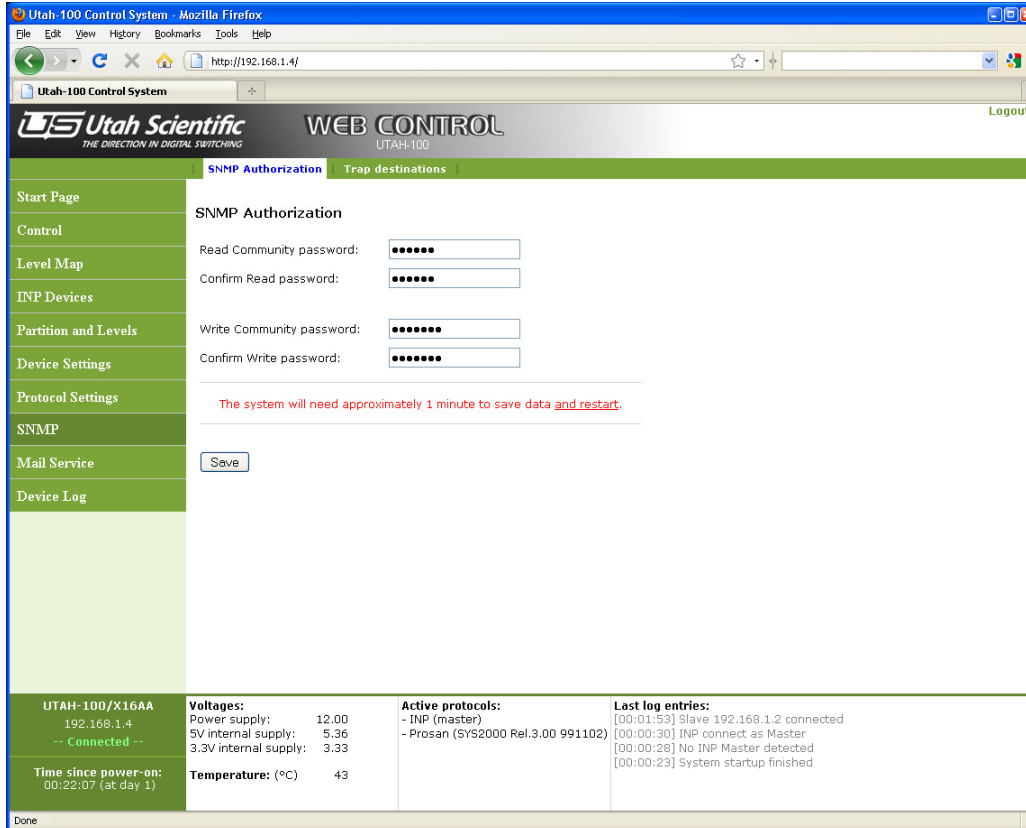 Utah-100 Control System - Mozilla Firefox
File Edit View History Bookmarks Tools Help
http://192.168.1.4/
Utah-100 Control System
Logout
US Utah Scientific
THE DIRECTION IN DIGITAL SWITCHING
WEB CONTROL
UTAH-100
SNMP Authorization | Trap destinations |
Start Page
Control
Level Map
INP Devices
Partition and Levels
Device Settings
Protocol Settings
SNMP
Mail Service
Device Log
SNMP Authorization
Read Community password: ••••••
Confirm Read password: ••••••
Write Community password: •••••••
Confirm Write password: •••••••
The system will need approximately 1 minute to save data and restart.
Save
UTAH-100/X16AA
192.168.1.4
-- Connected --
Time since power-on:
00:22:07 (at day 1)
Voltages:
Power supply: 12.00
5V internal supply: 5.36
3.3V internal supply: 3.33
Temperature: (°C) 43
Active protocols:
- INP (master)
- Prosan (SYS2000 Rel.3.00 991102)
Last log entries:
[00:01:53] Slave 192.168.1.2 connected
[00:00:30] INP connect as Master
[00:00:28] No INP Master detected
[00:00:23] System startup finished
Done